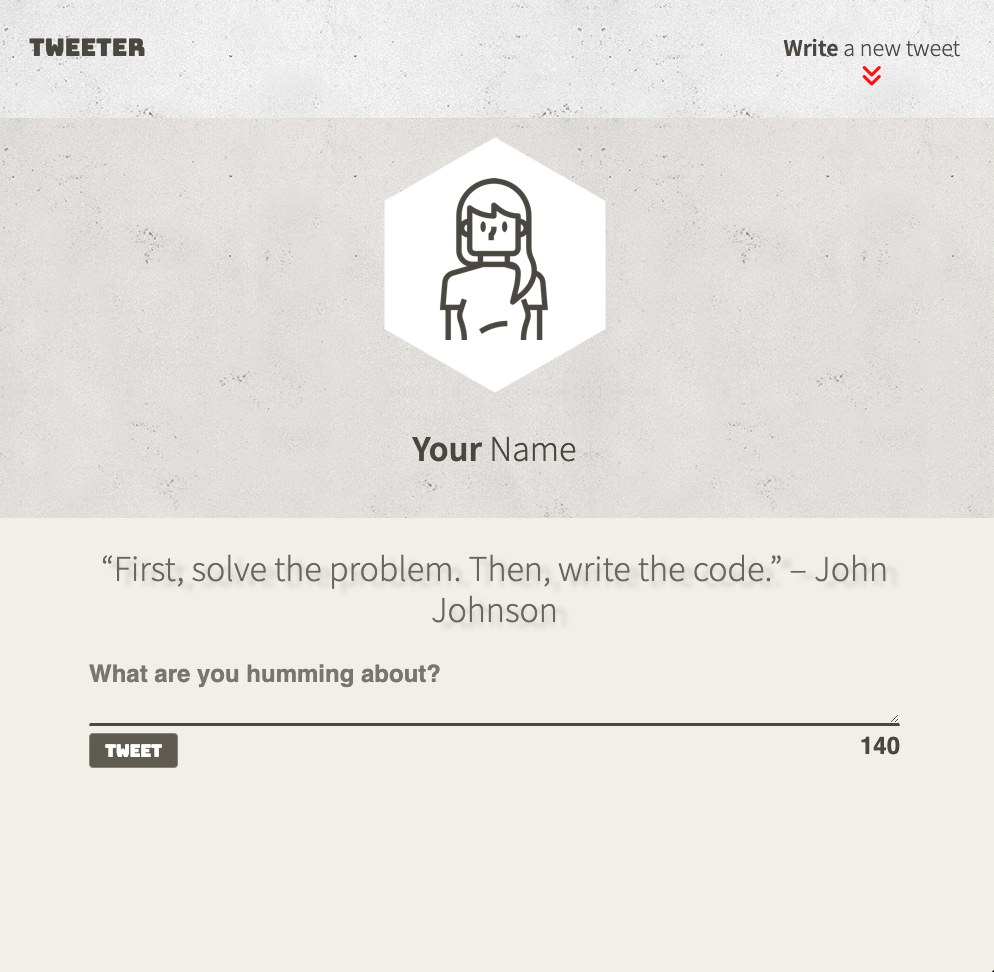 TWEETER
Write a new tweet
Your Name
“First, solve the problem. Then, write the code.” – John
Johnson
What are you humming about?
TWEET
140